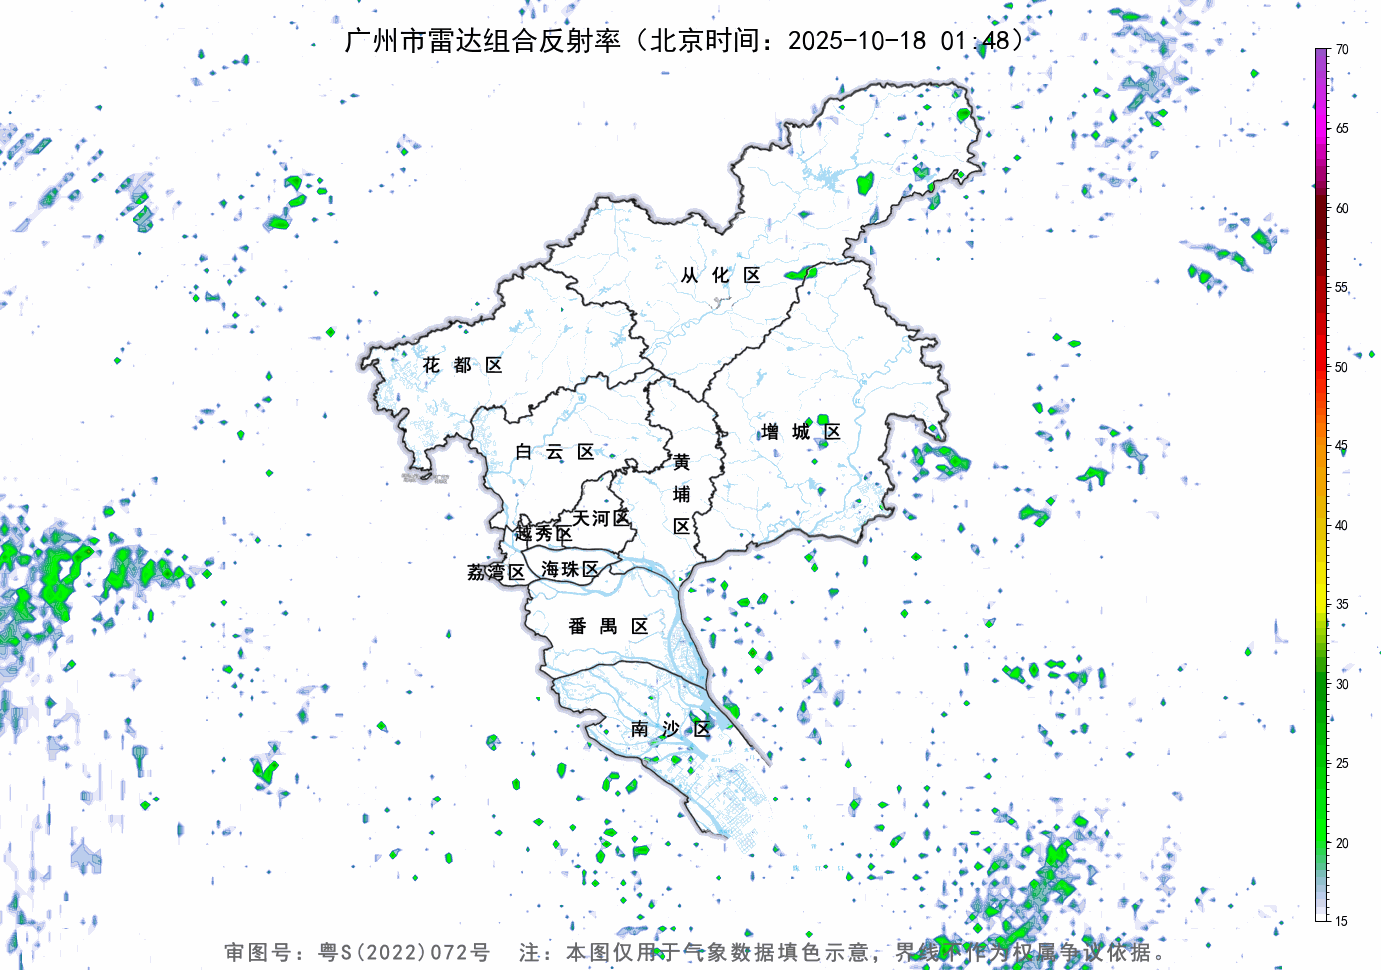 广州市雷达组合反射率（北京时间：2025-10-18 01:48）
70
65
60
55
50
45
40
35
30
25
20
15
从化区
花都区
增城区
白云区
黄埔区
天河区
越秀区
荔湾区
海珠区
番禺区
南沙区
审图号：粤S(2022)072号 注：本图仅用于气象数据填色示意，界线不作为权属争议依据。